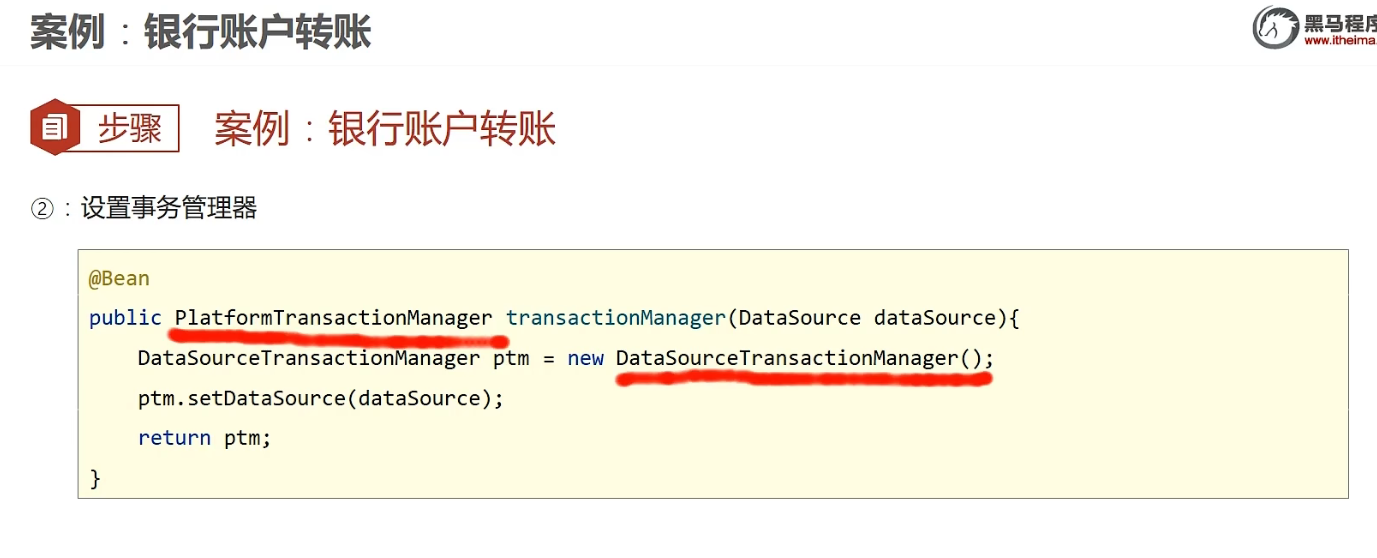 案例：银行账户转账
黑马程序
www.itheima.
步骤
案例：银行账户转账
②：设置事务管理器
@Bean
public PlatformTransactionManager transactionManager(DataSource dataSource){
DataSourceTransactionManager ptm = new DataSourceTransactionManager();
ptm.setDataSource(dataSource);
return ptm;
}